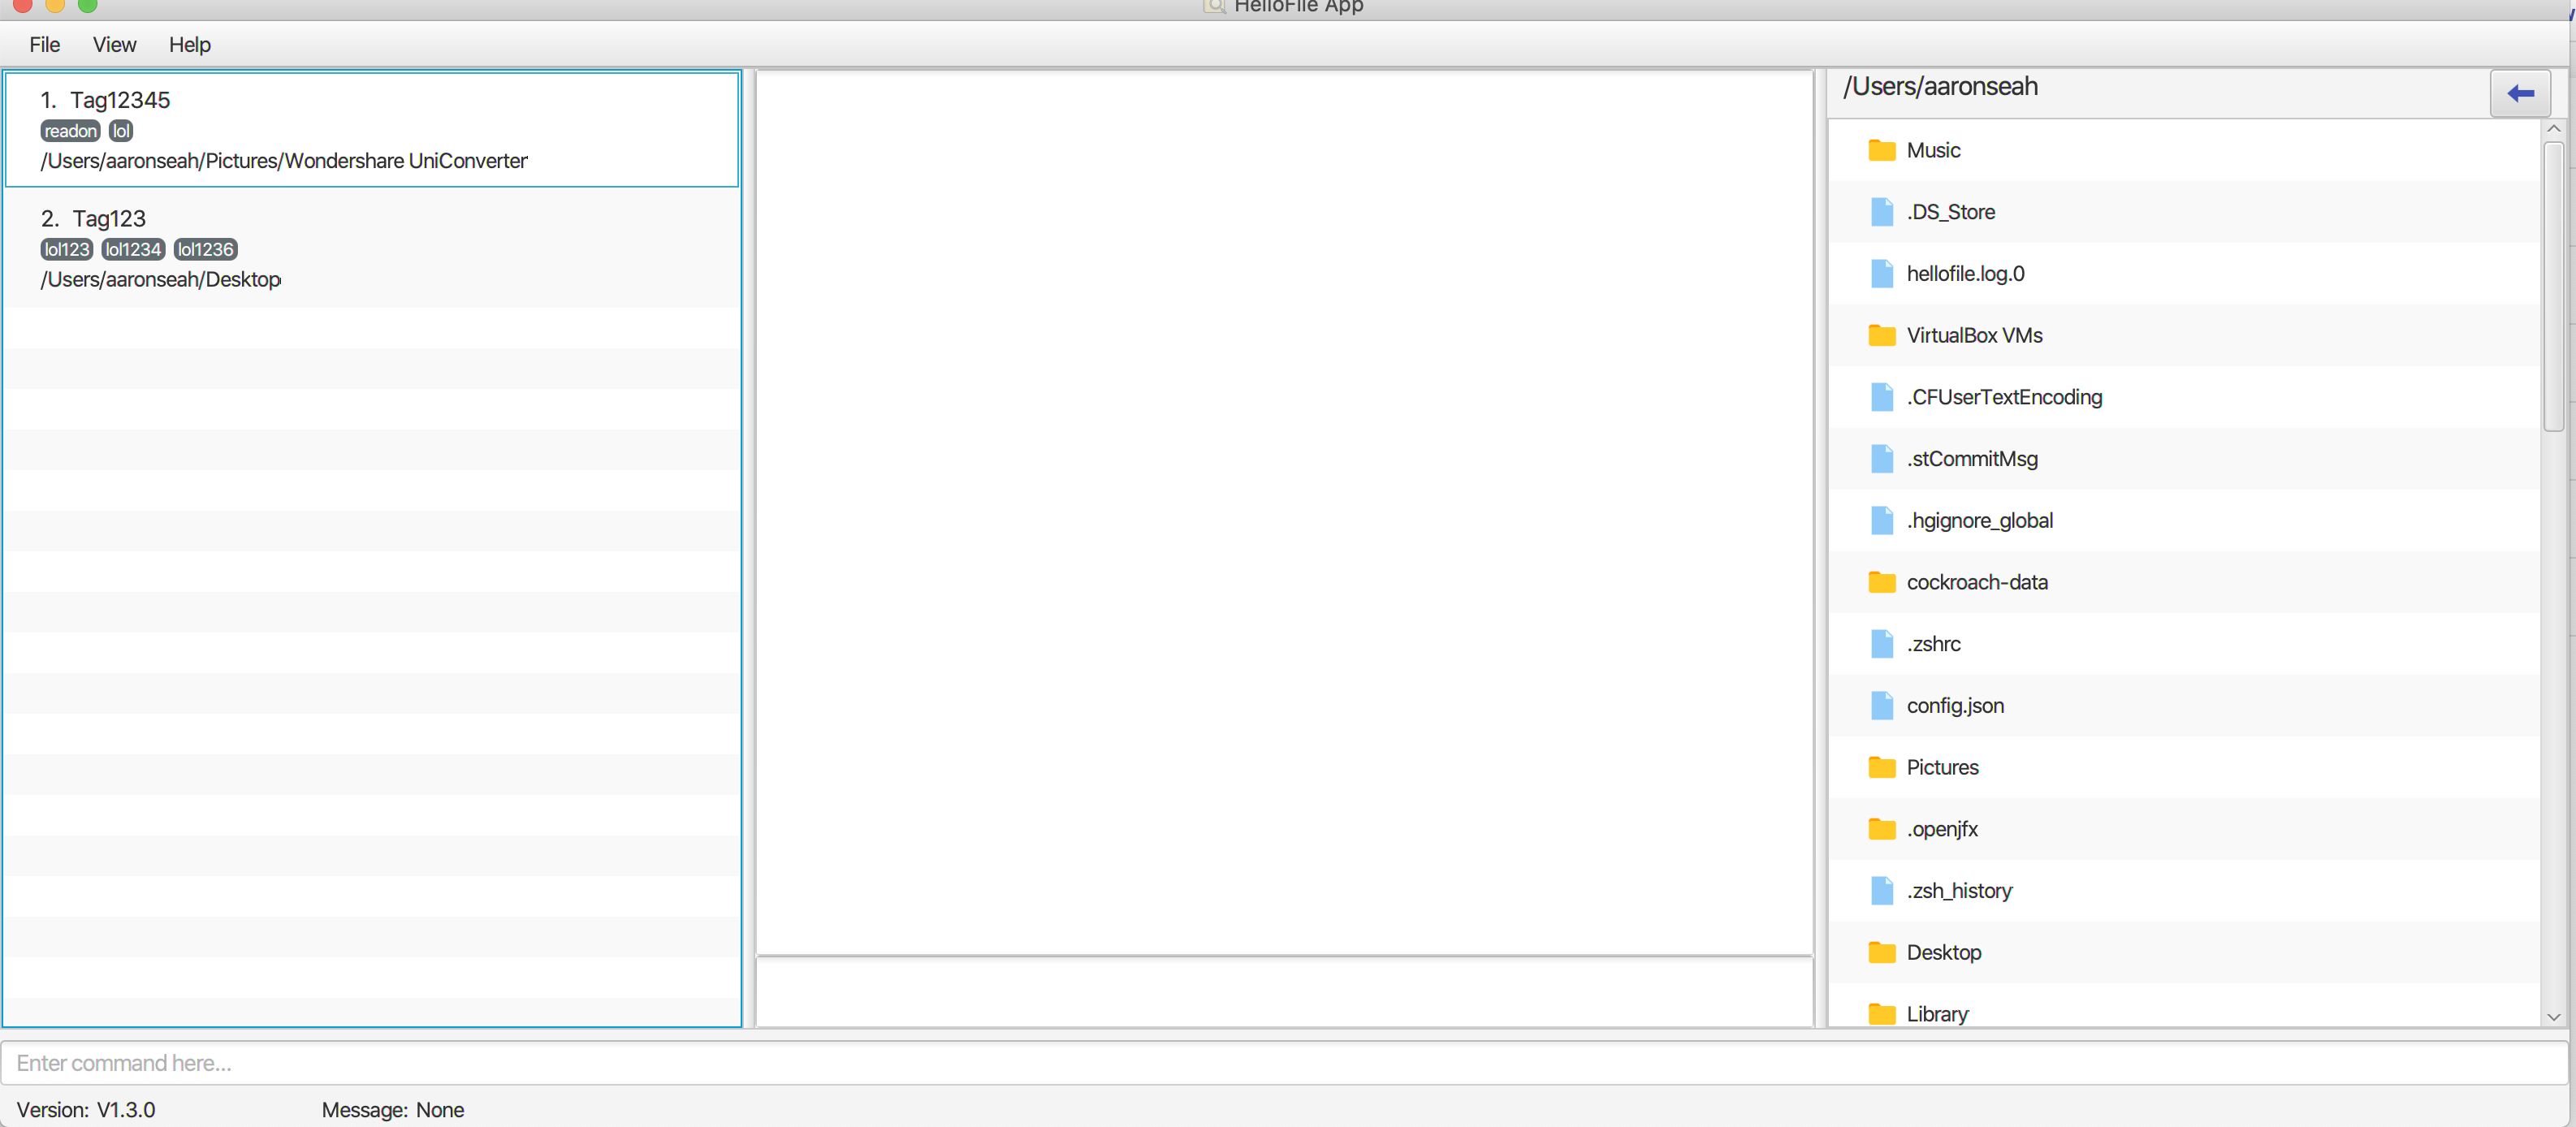 HelloFile App
File View Help
1. Tag12345
readon lol
/Users/aaronseah/Pictures/Wondershare UniConverter
2. Tag123
lol123 lol1234 lol1236
/Users/aaronseah/Desktop
/Users/aaronseah
Music
.DS_Store
hellofile.log.0
VirtualBox VMs
.CFUserTextEncoding
.stCommitMsg
.hgignore_global
cockroach-data
.zshrc
config.json
Pictures
.openjfx
.zsh_history
Desktop
Library
Enter command here...
Version: V1.3.0 Message: None